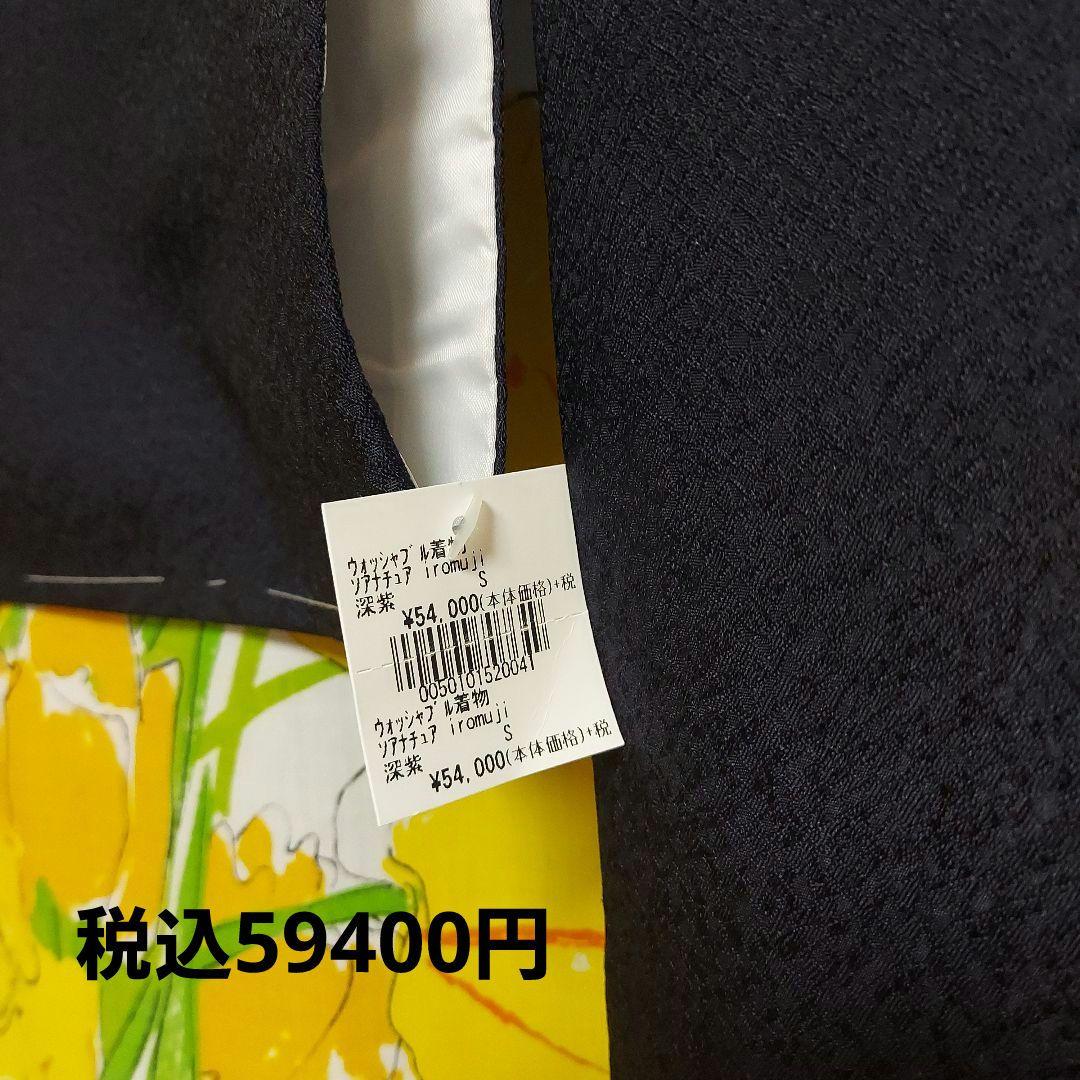 ｳｫｯｼｬﾌﾞﾙ着物
ｿｱﾅﾁｭｱ iromuji
深紫 S
¥54,000(本体価格)+税
005010152004
ｳｫｯｼｬﾌﾞﾙ着物
ｿｱﾅﾁｭｱ iromuji
深紫 S
¥54,000(本体価格)+税
税込59400円